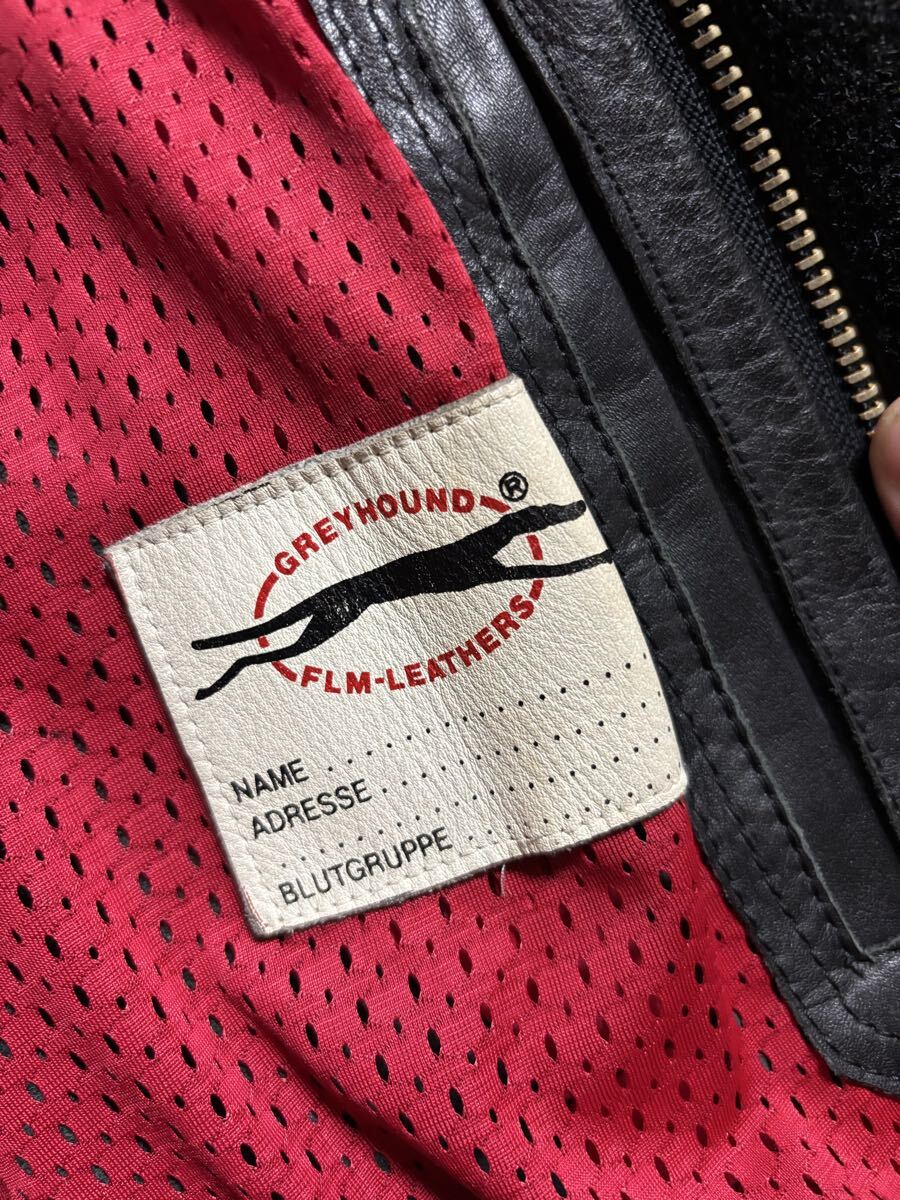 GREYHOUND ®
FLM-LEATHERS
NAME
ADRESSE
BLUTGRUPPE